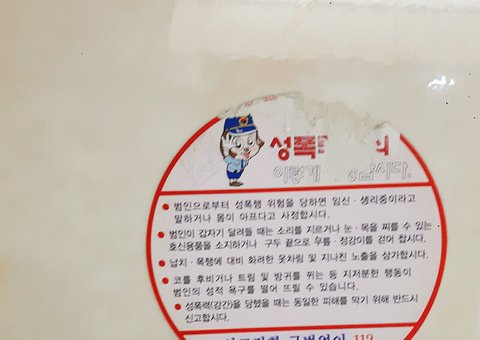 성폭
이렇게
범인으로부터 성폭행 위험을 당하면 임신 · 생리중이라고
말하거나 몸이 아프다고 사정합시다.
범인이 갑자기 달려들 때는 소리를 지르거나 눈 · 목을 찌를 수 있는
호신용품을 소지하거나 구두 끝으로 무릎 · 정강이를 걷어 찹시다.
납치 · 폭행에 대비 화려한 옷차림 및 지나친 노출을 삼가합시다.
코를 후비거나 트림 및 방귀를 뀌는 등 지저분한 행동이
범인의 성적 욕구를 떨어 뜨릴 수 있습니다.
성폭력(강간)을 당했을 때는 동일한 피해를 막기 위해 반드시
신고합시다.
국번없이 112